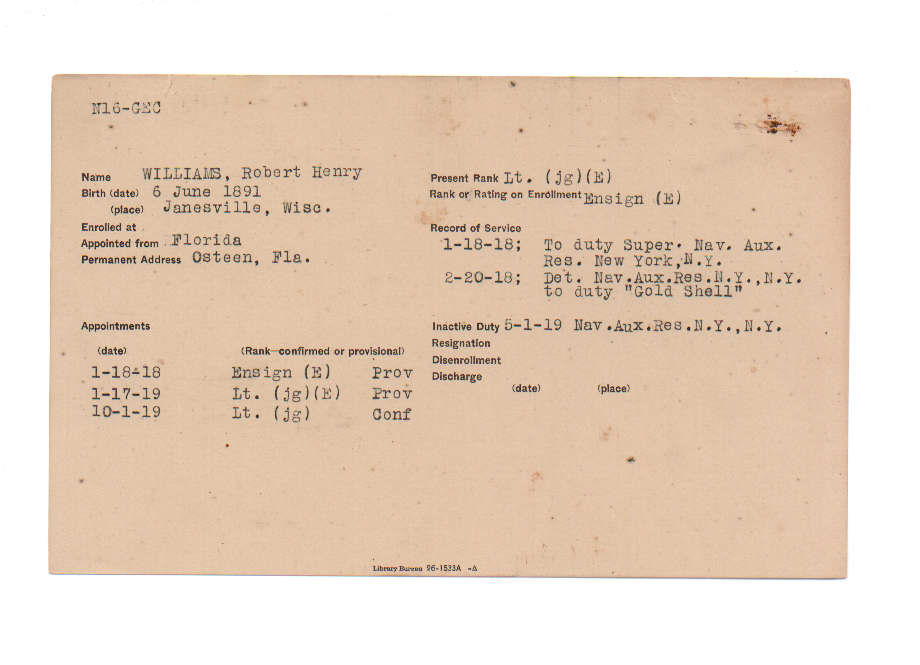 N16-GEC
Name WILLIAMS, Robert Henry
Birth (date) 6 June 1891
(place) Janesville, Wisc.
Enrolled at
Appointed from Florida
Permanent Address Osteen, Fla.
Present Rank Lt. (jg)(E)
Rank or Rating on Enrollment Ensign (E)
Record of Service
1-18-18; To duty Super. Nav. Aux.
Res. New York, N.Y.
2-20-18; Det. Nav.Aux.Res.N.Y.,N.Y.
to duty "Gold Shell"
Appointments
(date) (Rank—confirmed or provisional)
1-18-18 Ensign (E) Prov
1-17-19 Lt. (jg)(E) Prov
10-1-19 Lt. (jg) Conf
Inactive Duty 5-1-19 Nav.Aux.Res.N.Y.,N.Y.
Resignation
Disenrollment
Discharge
(date) (place)
Library Bureau 26-1533A -A